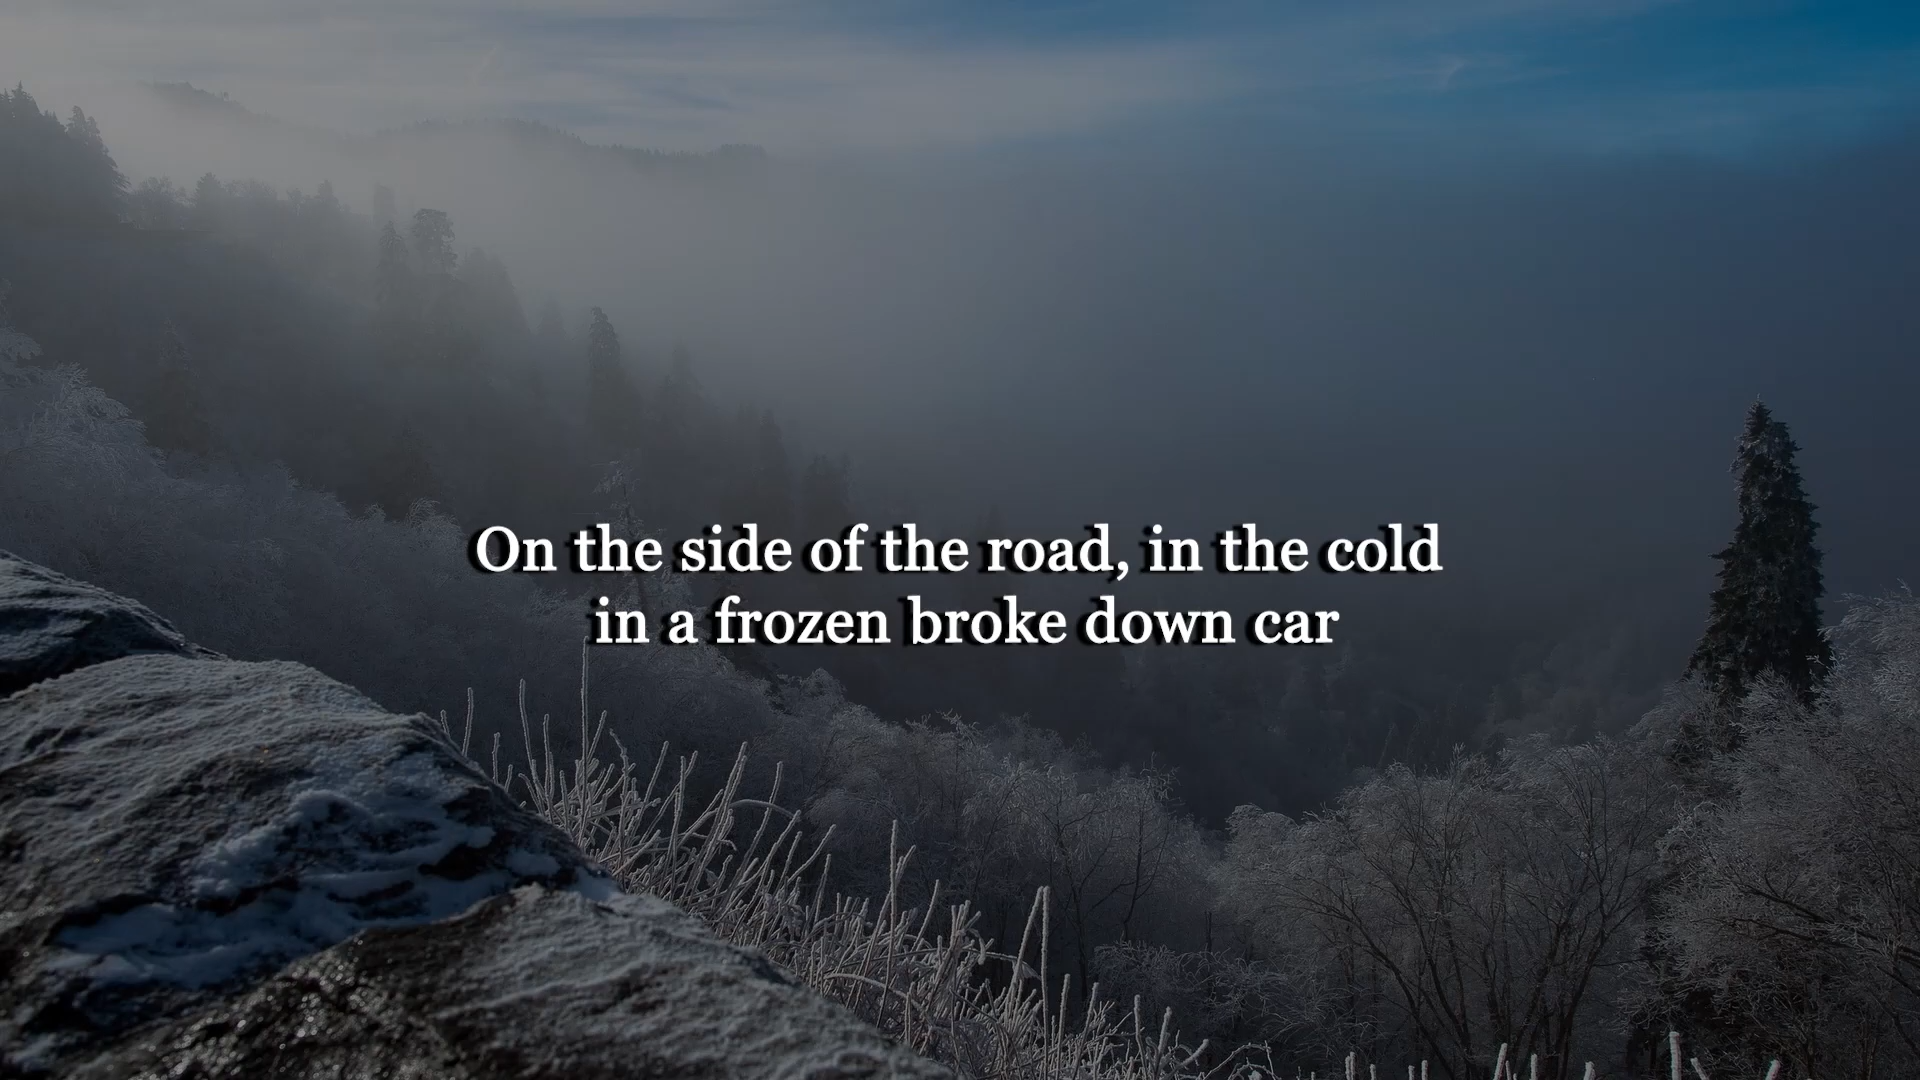 On the side of the road, in the cold
in a frozen broke down car